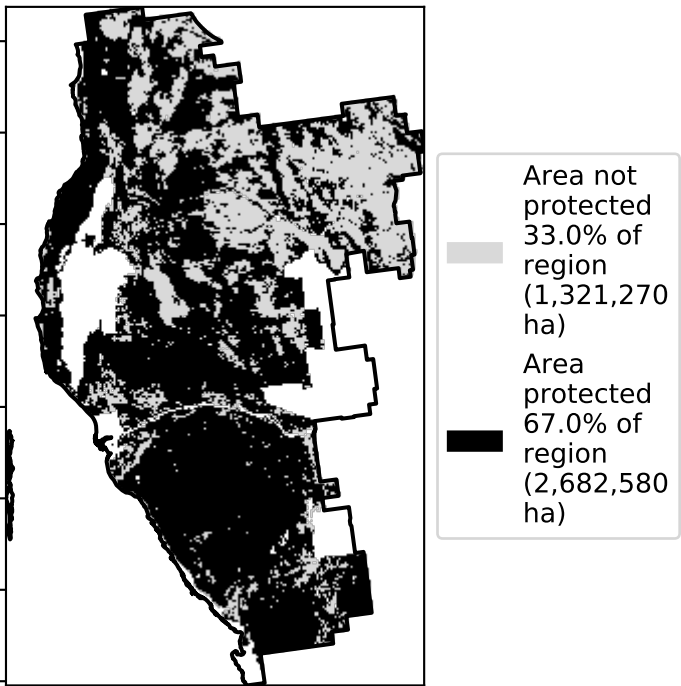 Area not
protected
33.0% of
region
(1,321,270
ha)
Area
protected
67.0% of
region
(2,682,580
ha)